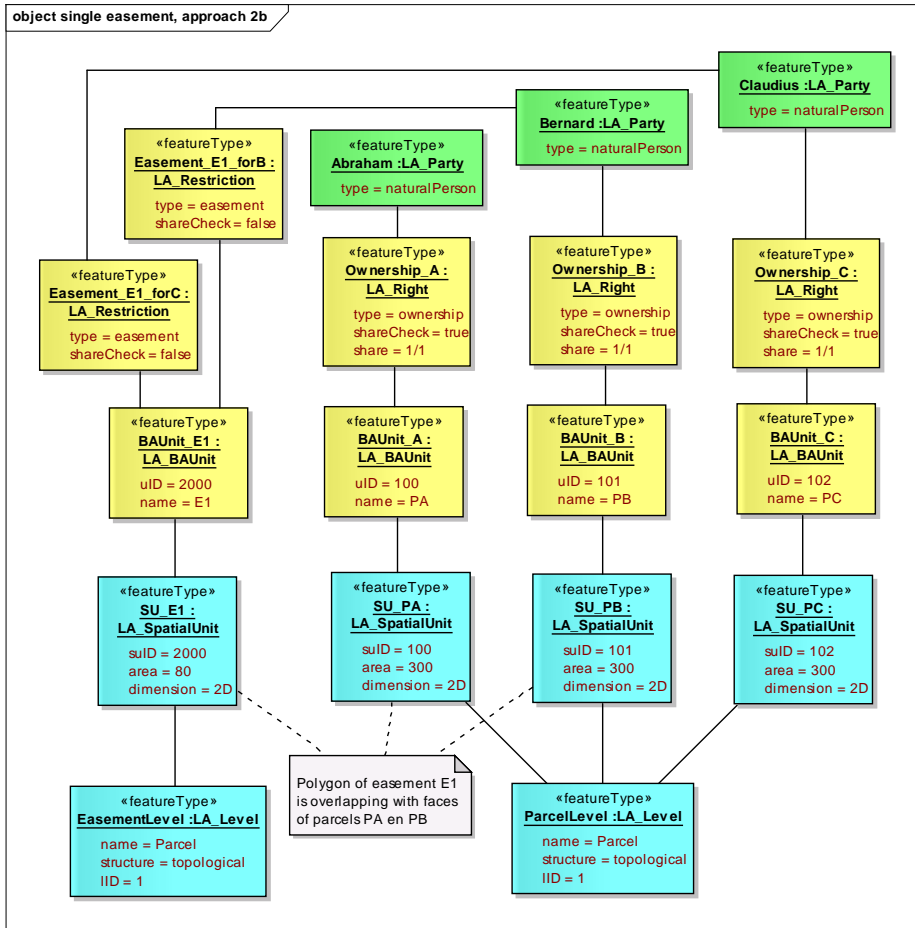 object single easement, approach 2b
«featureType»
Claudius :LA_Party
type = naturalPerson
«featureType»
Bernard :LA_Party
type = naturalPerson
«featureType»
Easement_E1_forB :
LA_Restriction
type = easement
shareCheck = false
«featureType»
Abraham :LA_Party
type = naturalPerson
«featureType»
Easement_E1_forC :
LA_Restriction
type = easement
shareCheck = false
«featureType»
Ownership_A :
LA_Right
type = ownership
shareCheck = true
share = 1/1
«featureType»
Ownership_B :
LA_Right
type = ownership
shareCheck = true
share = 1/1
«featureType»
Ownership_C :
LA_Right
type = ownership
shareCheck = true
share = 1/1
«featureType»
BAUnit_E1 :
LA_BAUnit
uID = 2000
name = E1
«featureType»
BAUnit_A :
LA_BAUnit
uID = 100
name = PA
«featureType»
BAUnit_B :
LA_BAUnit
uID = 101
name = PB
«featureType»
BAUnit_C :
LA_BAUnit
uID = 102
name = PC
«featureType»
SU_E1 :
LA_SpatialUnit
suID = 2000
area = 80
dimension = 2D
«featureType»
SU_PA :
LA_SpatialUnit
suID = 100
area = 300
dimension = 2D
«featureType»
SU_PB :
LA_SpatialUnit
suID = 101
area = 300
dimension = 2D
«featureType»
SU_PC :
LA_SpatialUnit
suID = 102
area = 300
dimension = 2D
Polygon of easement E1
is overlapping with faces
of parcels PA en PB
«featureType»
EasementLevel :LA_Level
name = Parcel
structure = topological
lID = 1
«featureType»
ParcelLevel :LA_Level
name = Parcel
structure = topological
lID = 1